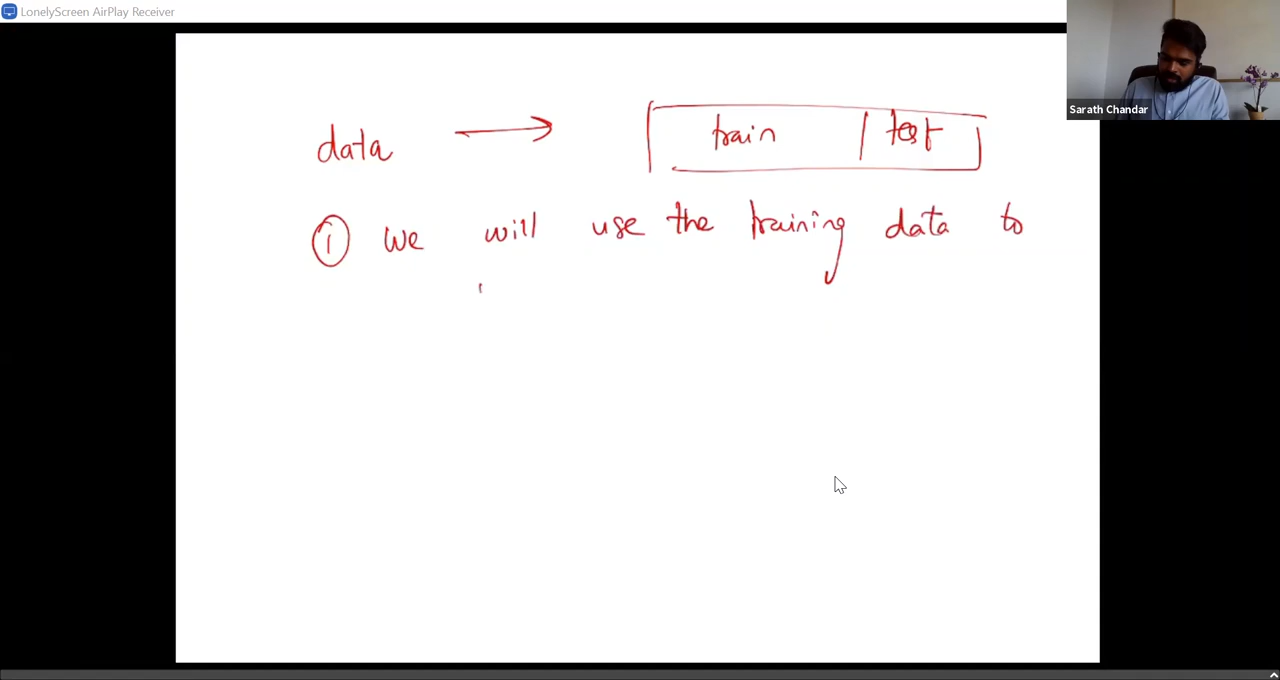 LonelyScreen AirPlay Receiver
Sarath Chandar
data → train | test
① we will use the training data to